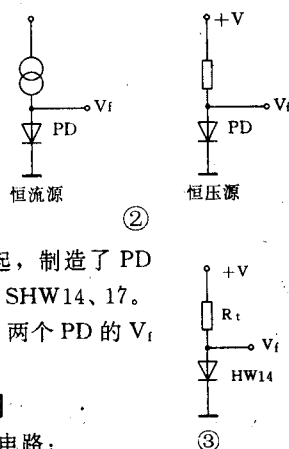 +V
Vf
PD
Vf
PD
恒流源
恒压源
②
起，制造了 PD
SHW14、17。
两个 PD 的 Vf
+V
Rt
Vf
HW14
③
电路：